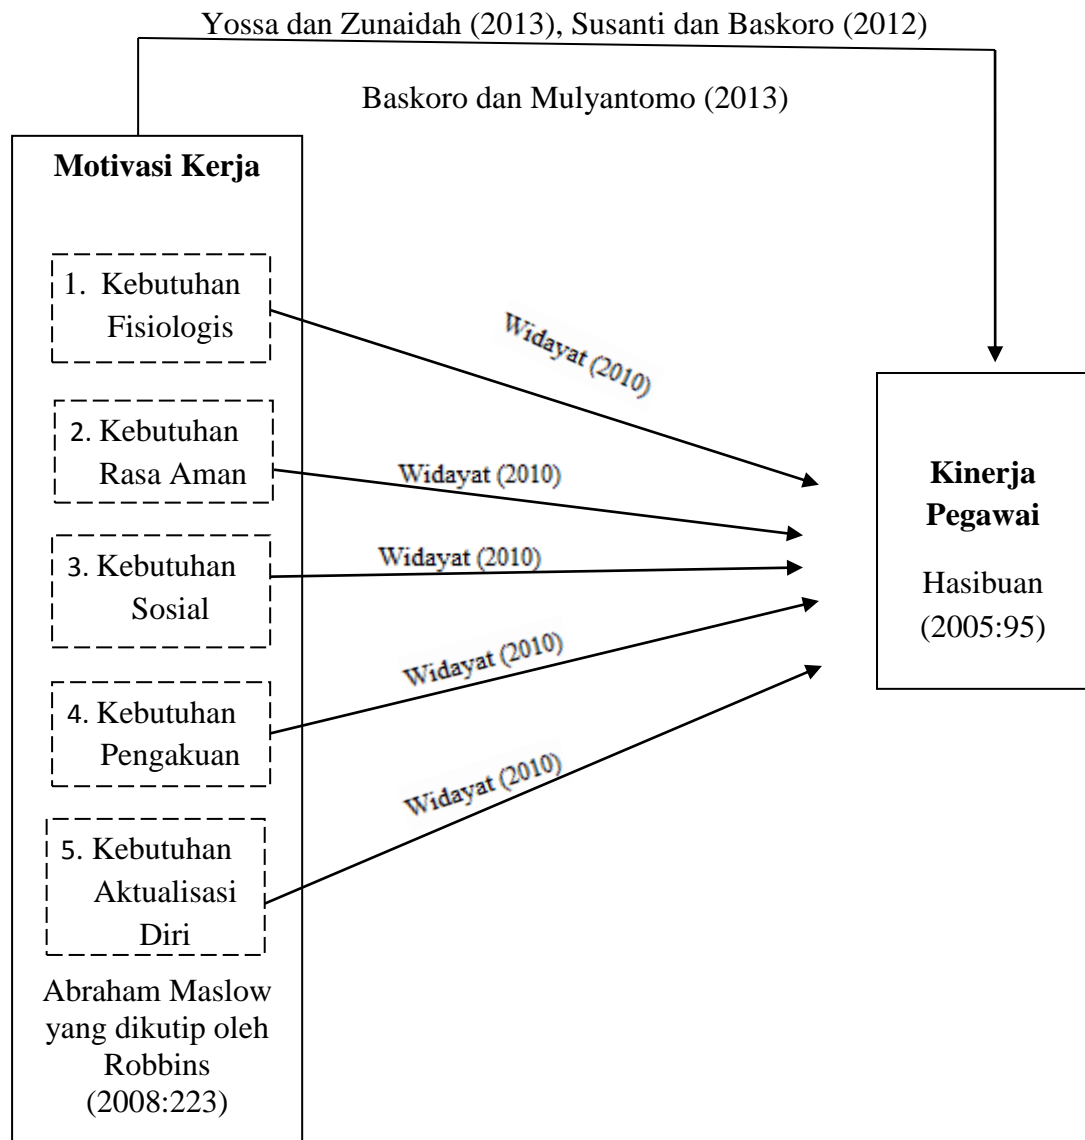 Yossa dan Zunaidah (2013), Susanti dan Baskoro (2012)
Baskoro dan Mulyantomo (2013)
Motivasi Kerja
1. Kebutuhan
Fisiologis
2. Kebutuhan
Rasa Aman
3. Kebutuhan
Sosial
4. Kebutuhan
Pengakuan
5. Kebutuhan
Aktualisasi
Diri
Abraham Maslow
yang dikutip oleh
Robbins
(2008:223)
Widayat (2010)
Widayat (2010)
Widayat (2010)
Widayat (2010)
Widayat (2010)
Kinerja
Pegawai
Hasibuan
(2005:95)